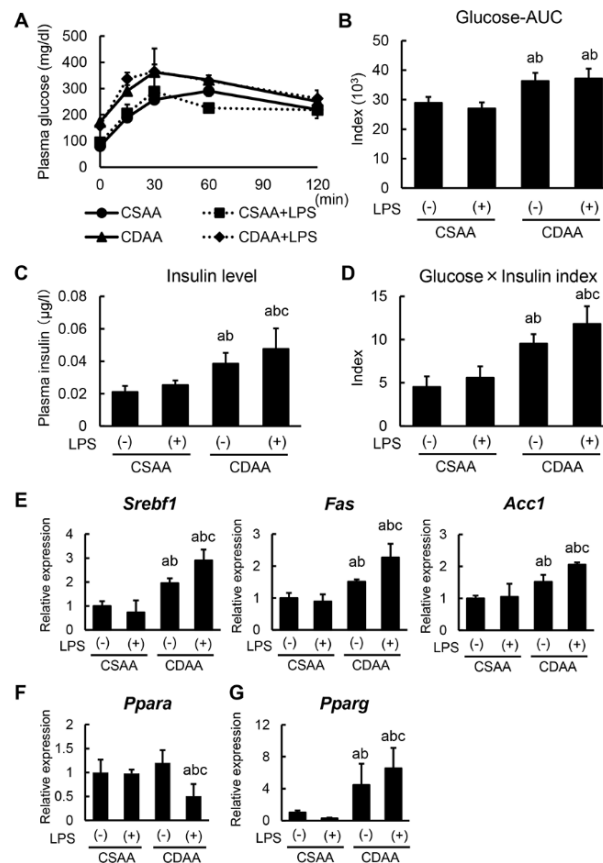 A
Plasma glucose (mg/dl)
500
400
300
200
100
0
0 30 60 90 120
(min)
CSAA CSAA+LPS
CDAA CDAA+LPS
B
Glucose-AUC
Index (10³)
50
40
30
20
10
0
ab ab
LPS (-) (+) (-) (+)
CSAA CDAA
C
Insulin level
Plasma insulin (μg/l)
0.08
0.06
0.04
0.02
0
ab abc
LPS (-) (+) (-) (+)
CSAA CDAA
D
Glucose × Insulin index
Index
15
10
5
0
ab abc
LPS (-) (+) (-) (+)
CSAA CDAA
E
Srebf1
Relative expression
4
3
2
1
0
ab abc
LPS (-) (+) (-) (+)
CSAA CDAA
Fas
Relative expression
3
2
1
0
ab abc
LPS (-) (+) (-) (+)
CSAA CDAA
Acc1
Relative expression
3
2
1
0
ab abc
LPS (-) (+) (-) (+)
CSAA CDAA
F
Ppara
Relative expression
2
1.5
1
0.5
0
abc
LPS (-) (+) (-) (+)
CSAA CDAA
G
Pparg
Relative expression
12
8
4
0
ab abc
LPS (-) (+) (-) (+)
CSAA CDAA